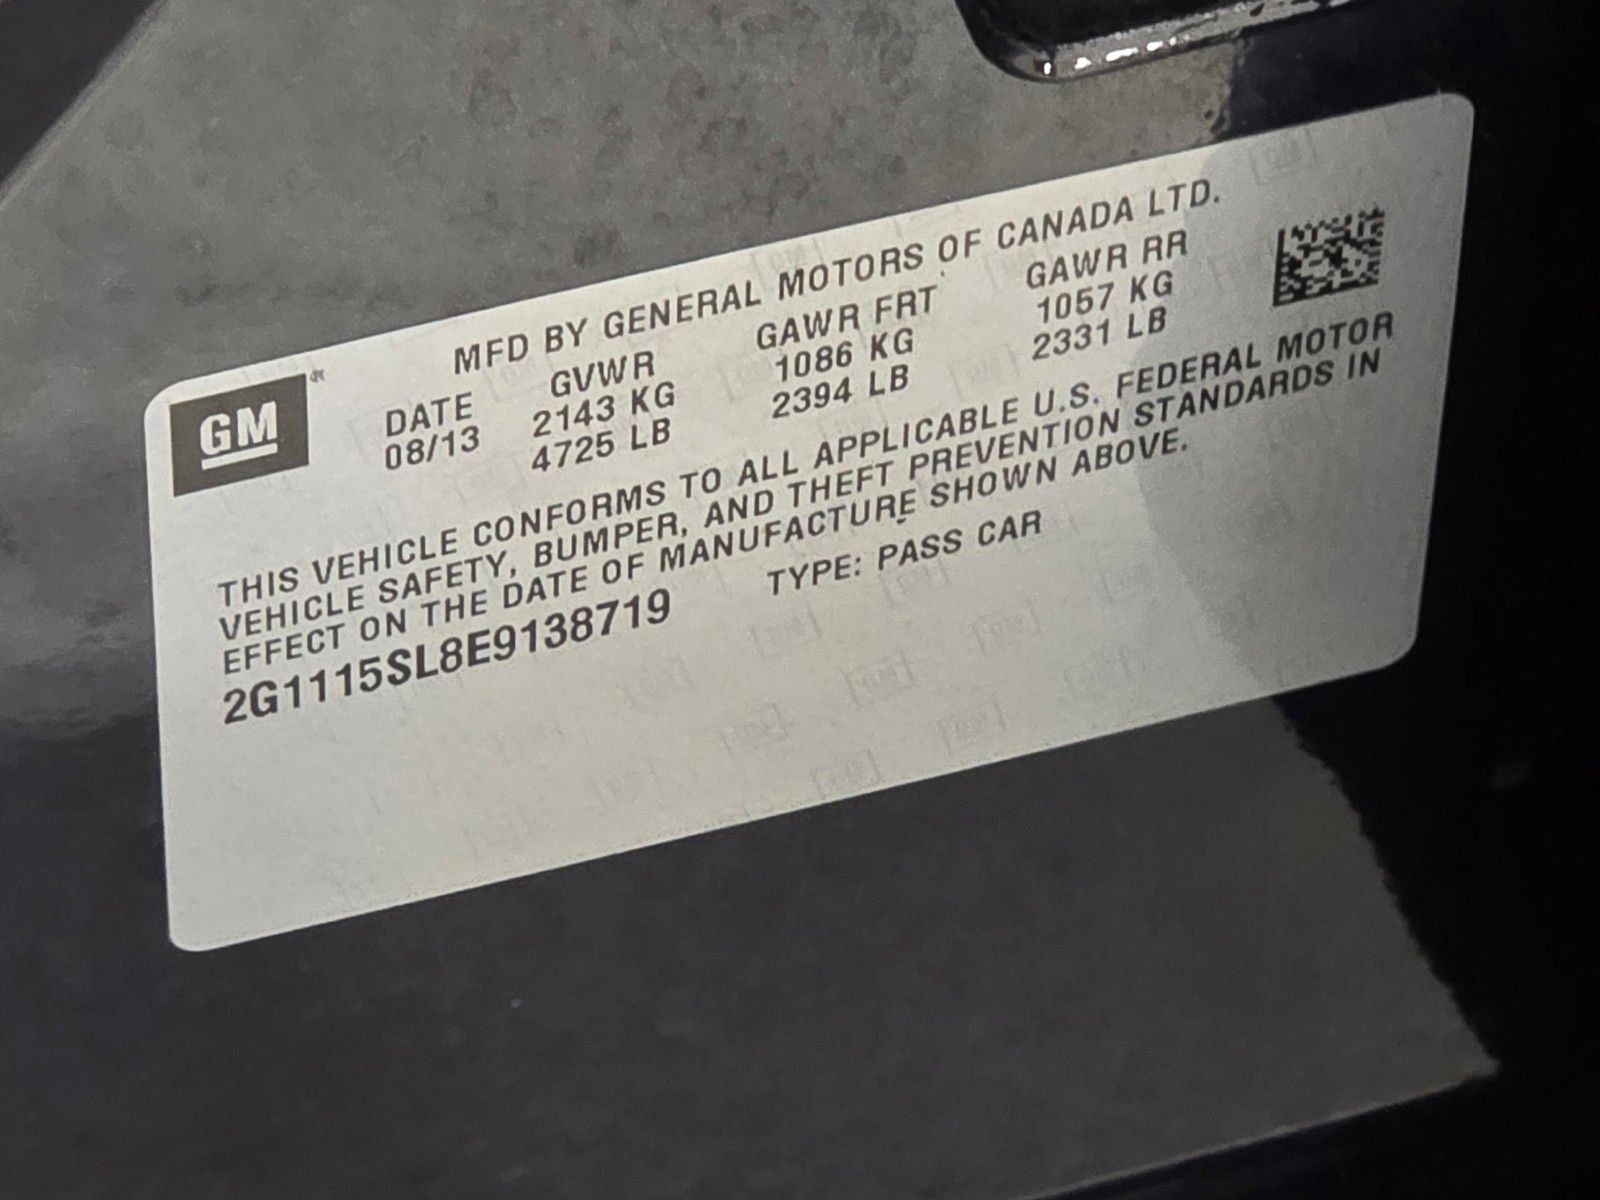 MFD BY GENERAL MOTORS OF CANADA LTD.
GM
DATE GVWR GAWR FRT GAWR RR
08/13 2143 KG 1086 KG 1057 KG
4725 LB 2394 LB 2331 LB
THIS VEHICLE CONFORMS TO ALL APPLICABLE U.S. FEDERAL MOTOR
VEHICLE SAFETY, BUMPER, AND THEFT PREVENTION STANDARDS IN
EFFECT ON THE DATE OF MANUFACTURE SHOWN ABOVE.
2G1115SL8E9138719 TYPE: PASS CAR